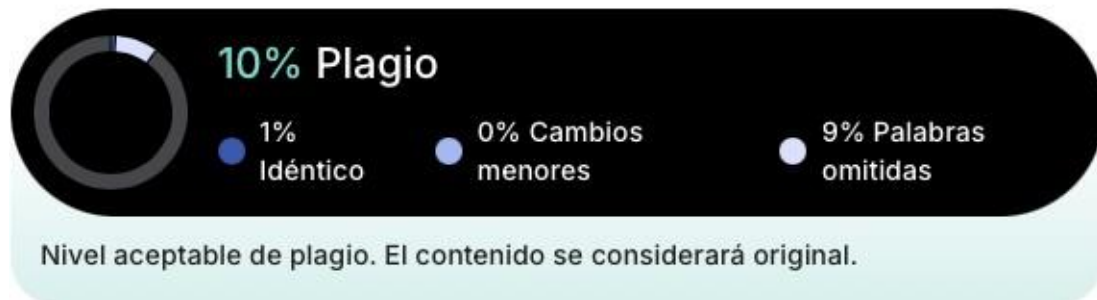 10% Plagio
1% Idéntico
0% Cambios menores
9% Palabras omitidas
Nivel aceptable de plagio. El contenido se considerará original.